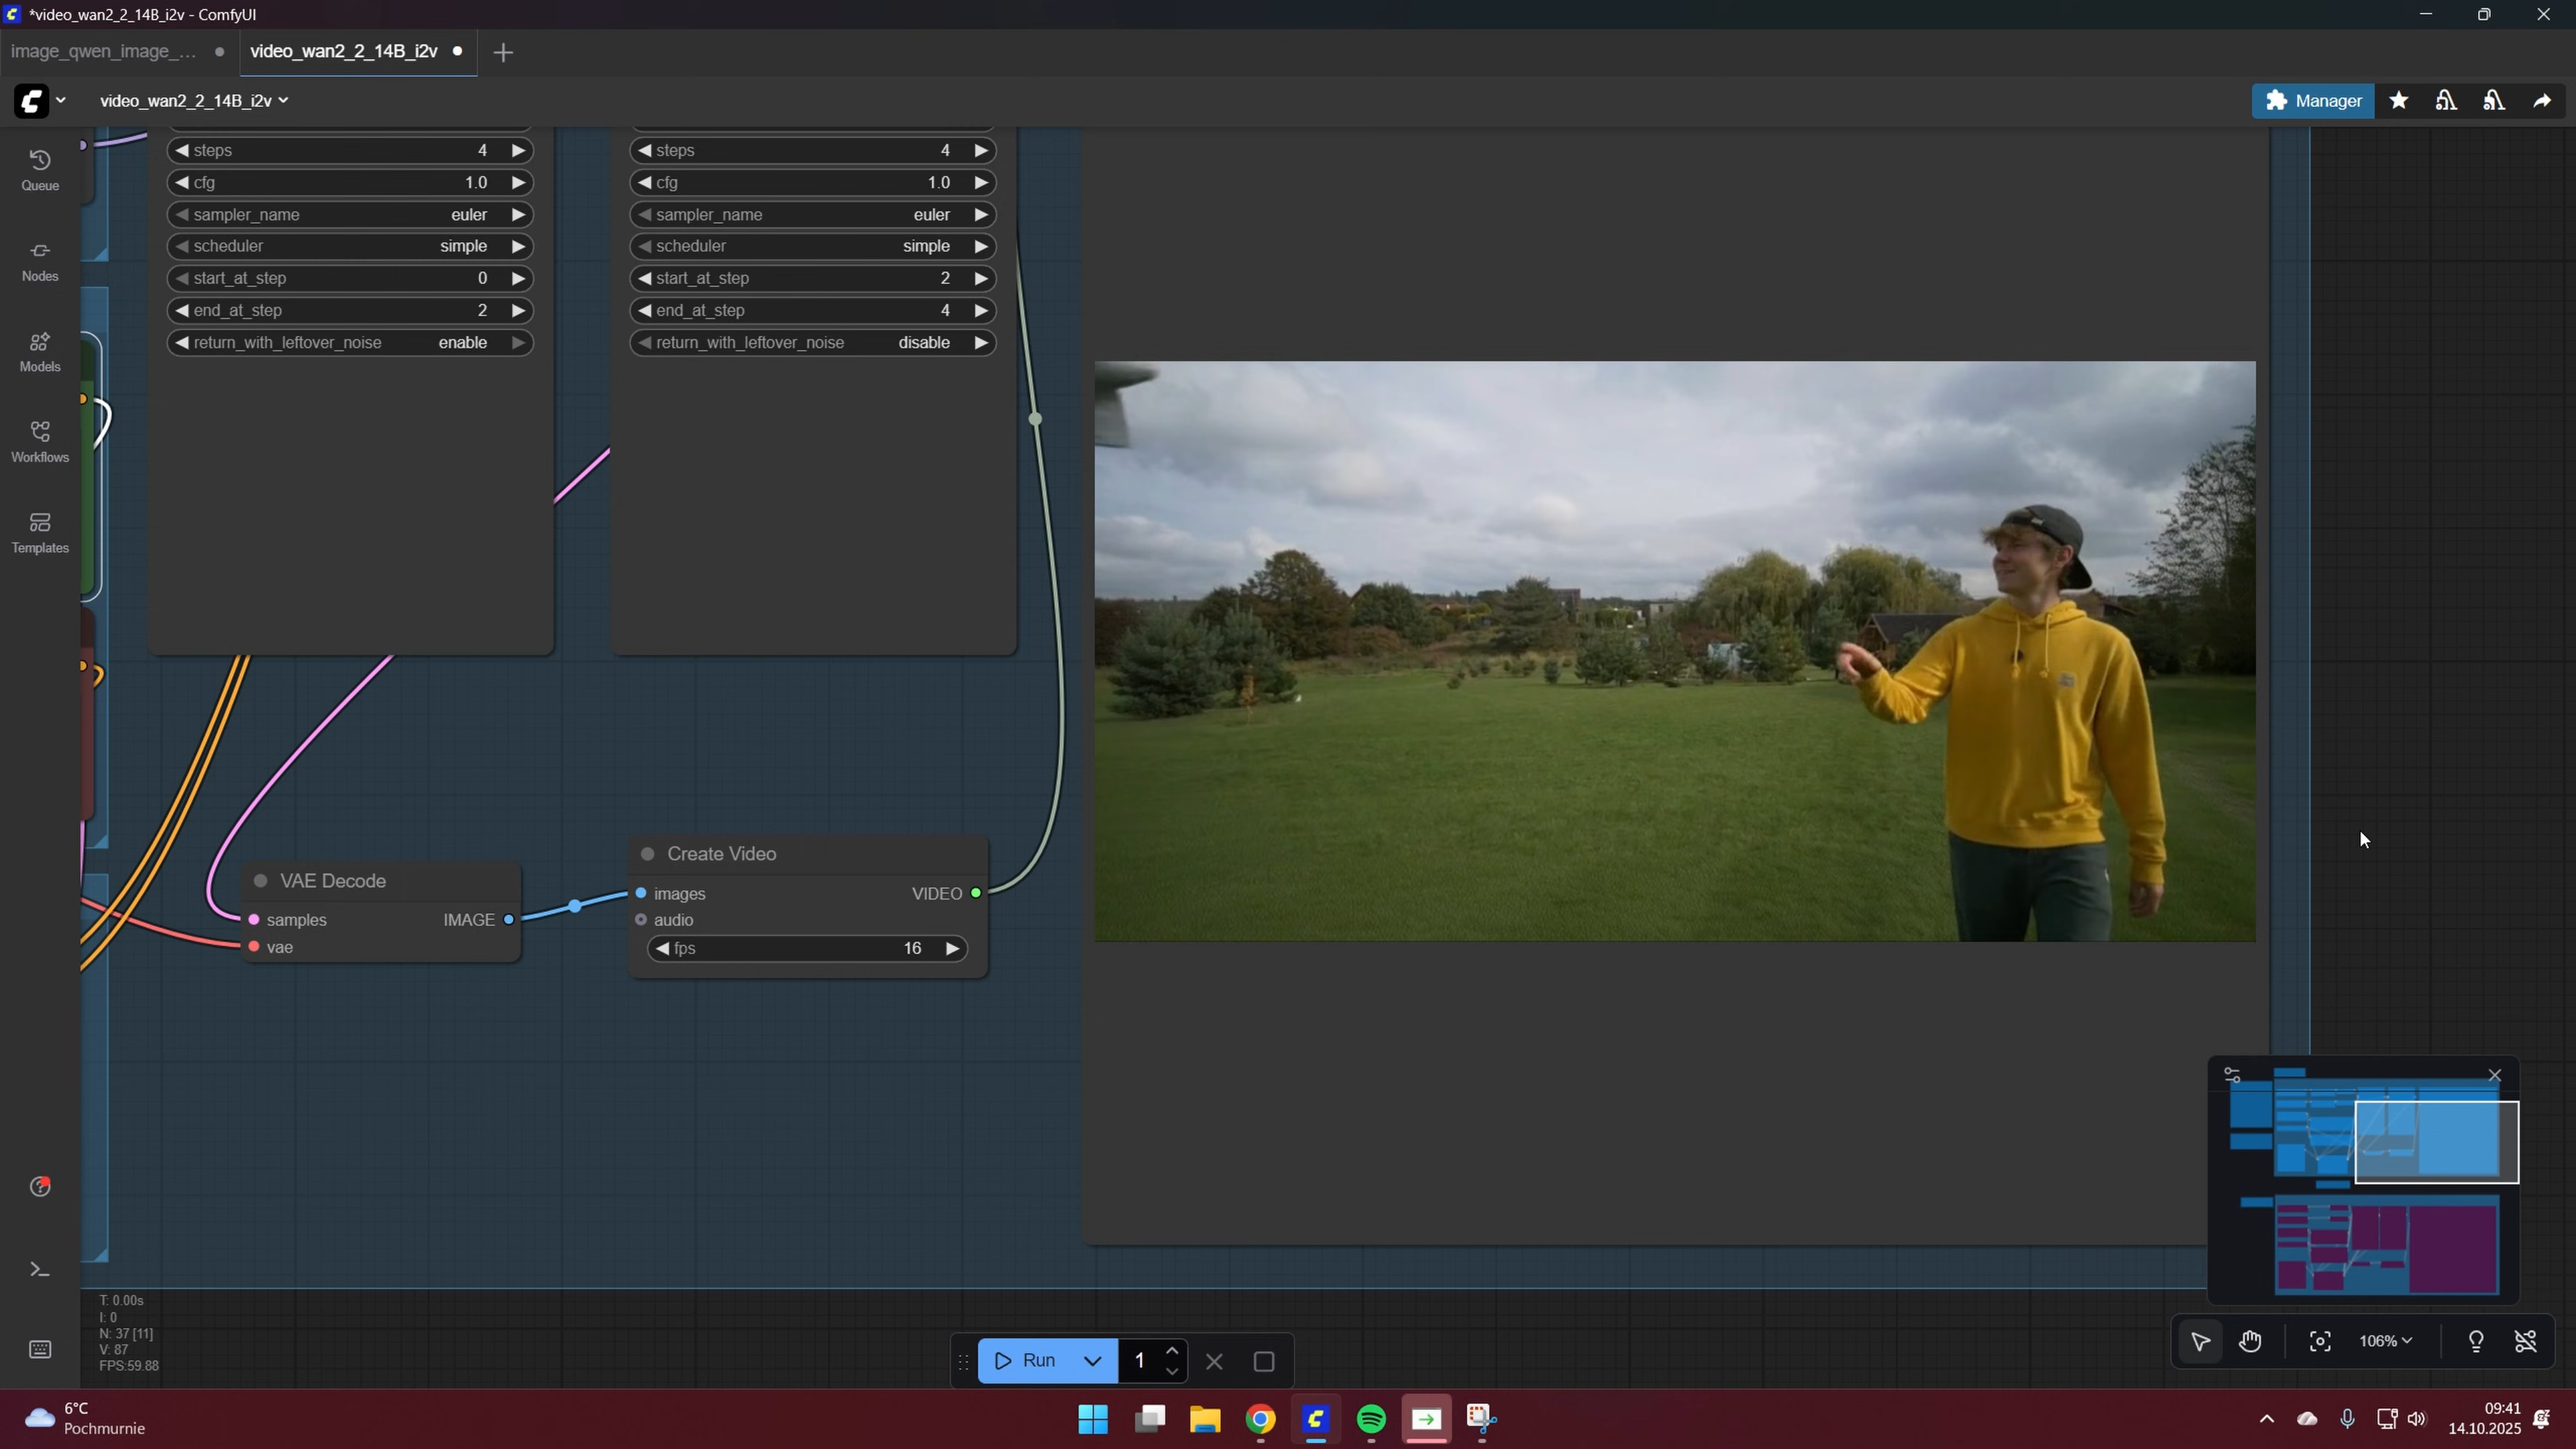 *video_wan2_2_14B_i2v - ComfyUI
image_qwen_image_...
video_wan2_2_14B_i2v
video_wan2_2_14B_i2v
Manager
Queue
Nodes
Models
Workflows
Templates
steps 4
cfg 1.0
sampler_name euler
scheduler simple
start_at_step 0
end_at_step 2
return_with_leftover_noise enable
steps 4
cfg 1.0
sampler_name euler
scheduler simple
start_at_step 2
end_at_step 4
return_with_leftover_noise disable
VAE Decode
samples IMAGE
vae
Create Video
images VIDEO
audio
fps 16
T: 0.00s
I: 0
N: 37 [11]
V: 87
FPS:59.88
Run 1
106%
6°C
Pochmurnie
09:41
14.10.2025